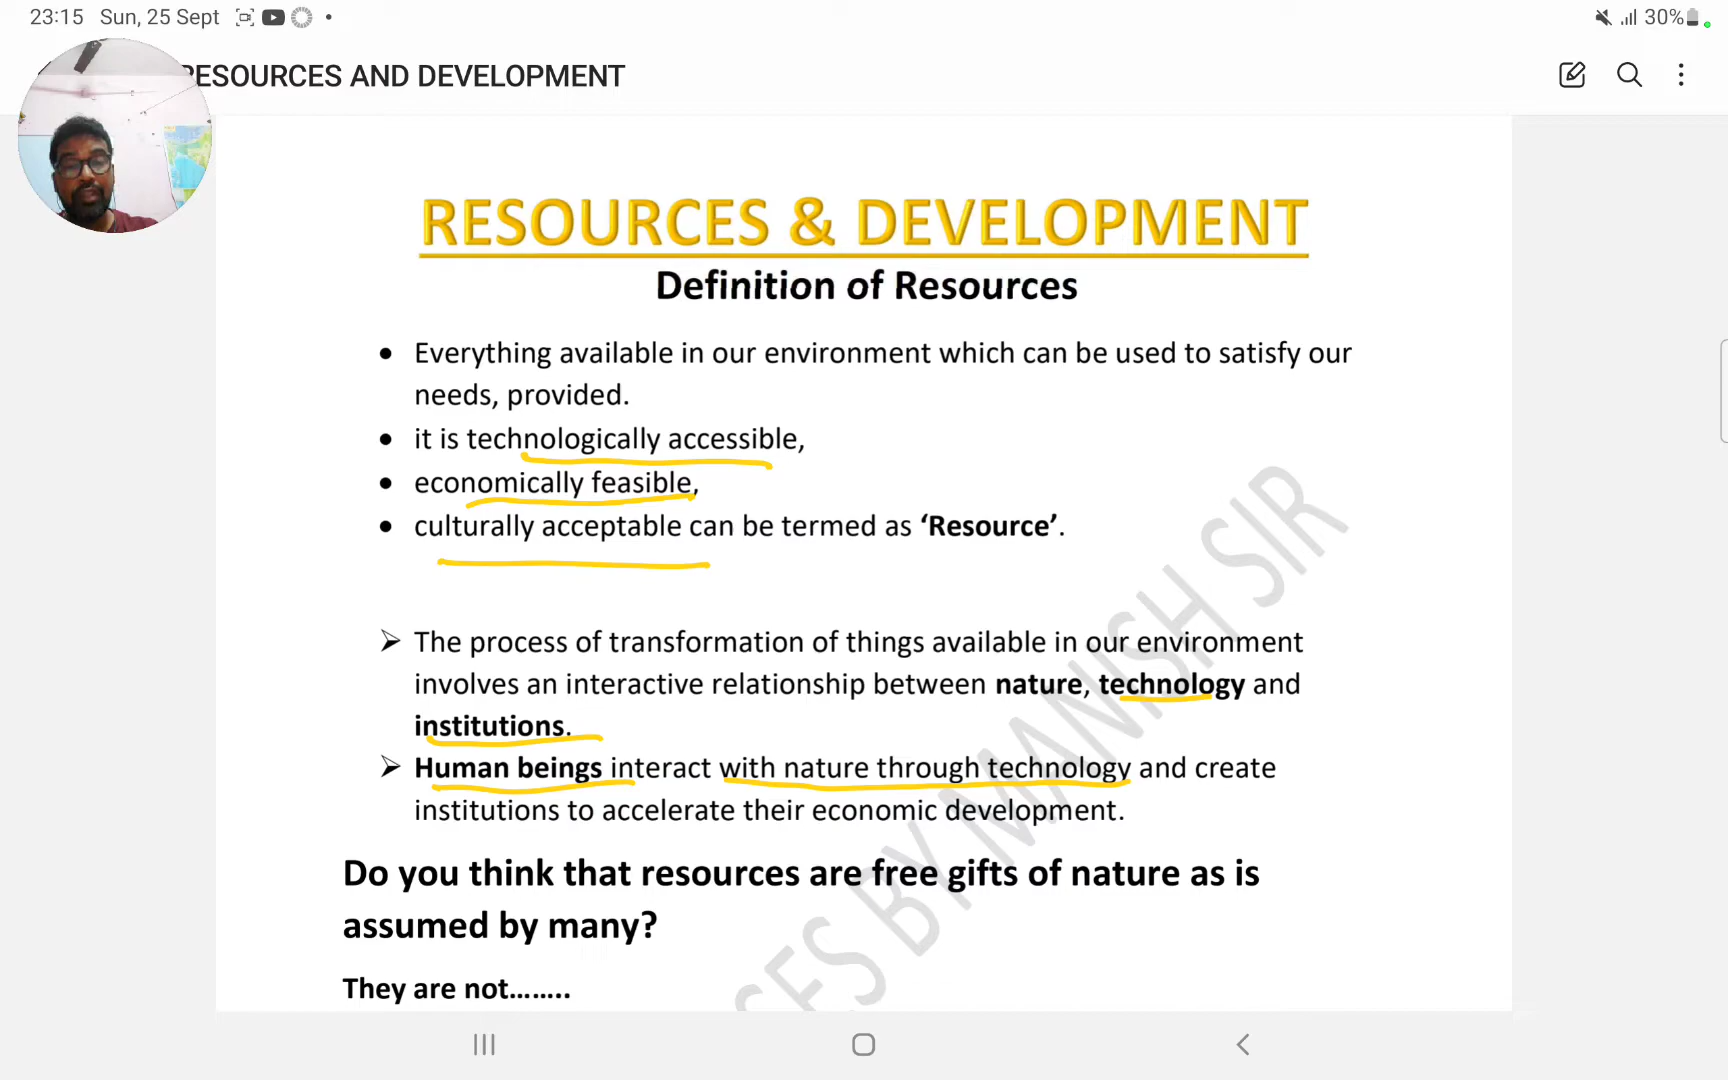 23:15 Sun, 25 Sept
30%
RESOURCES AND DEVELOPMENT
RESOURCES & DEVELOPMENT
Definition of Resources
• Everything available in our environment which can be used to satisfy our
needs, provided.
• it is technologically accessible,
• economically feasible,
• culturally acceptable can be termed as ‘Resource’.
➢ The process of transformation of things available in our environment
involves an interactive relationship between nature, technology and
institutions.
➢ Human beings interact with nature through technology and create
institutions to accelerate their economic development.
Do you think that resources are free gifts of nature as is
assumed by many?
They are not……..
BY MANISH SIR